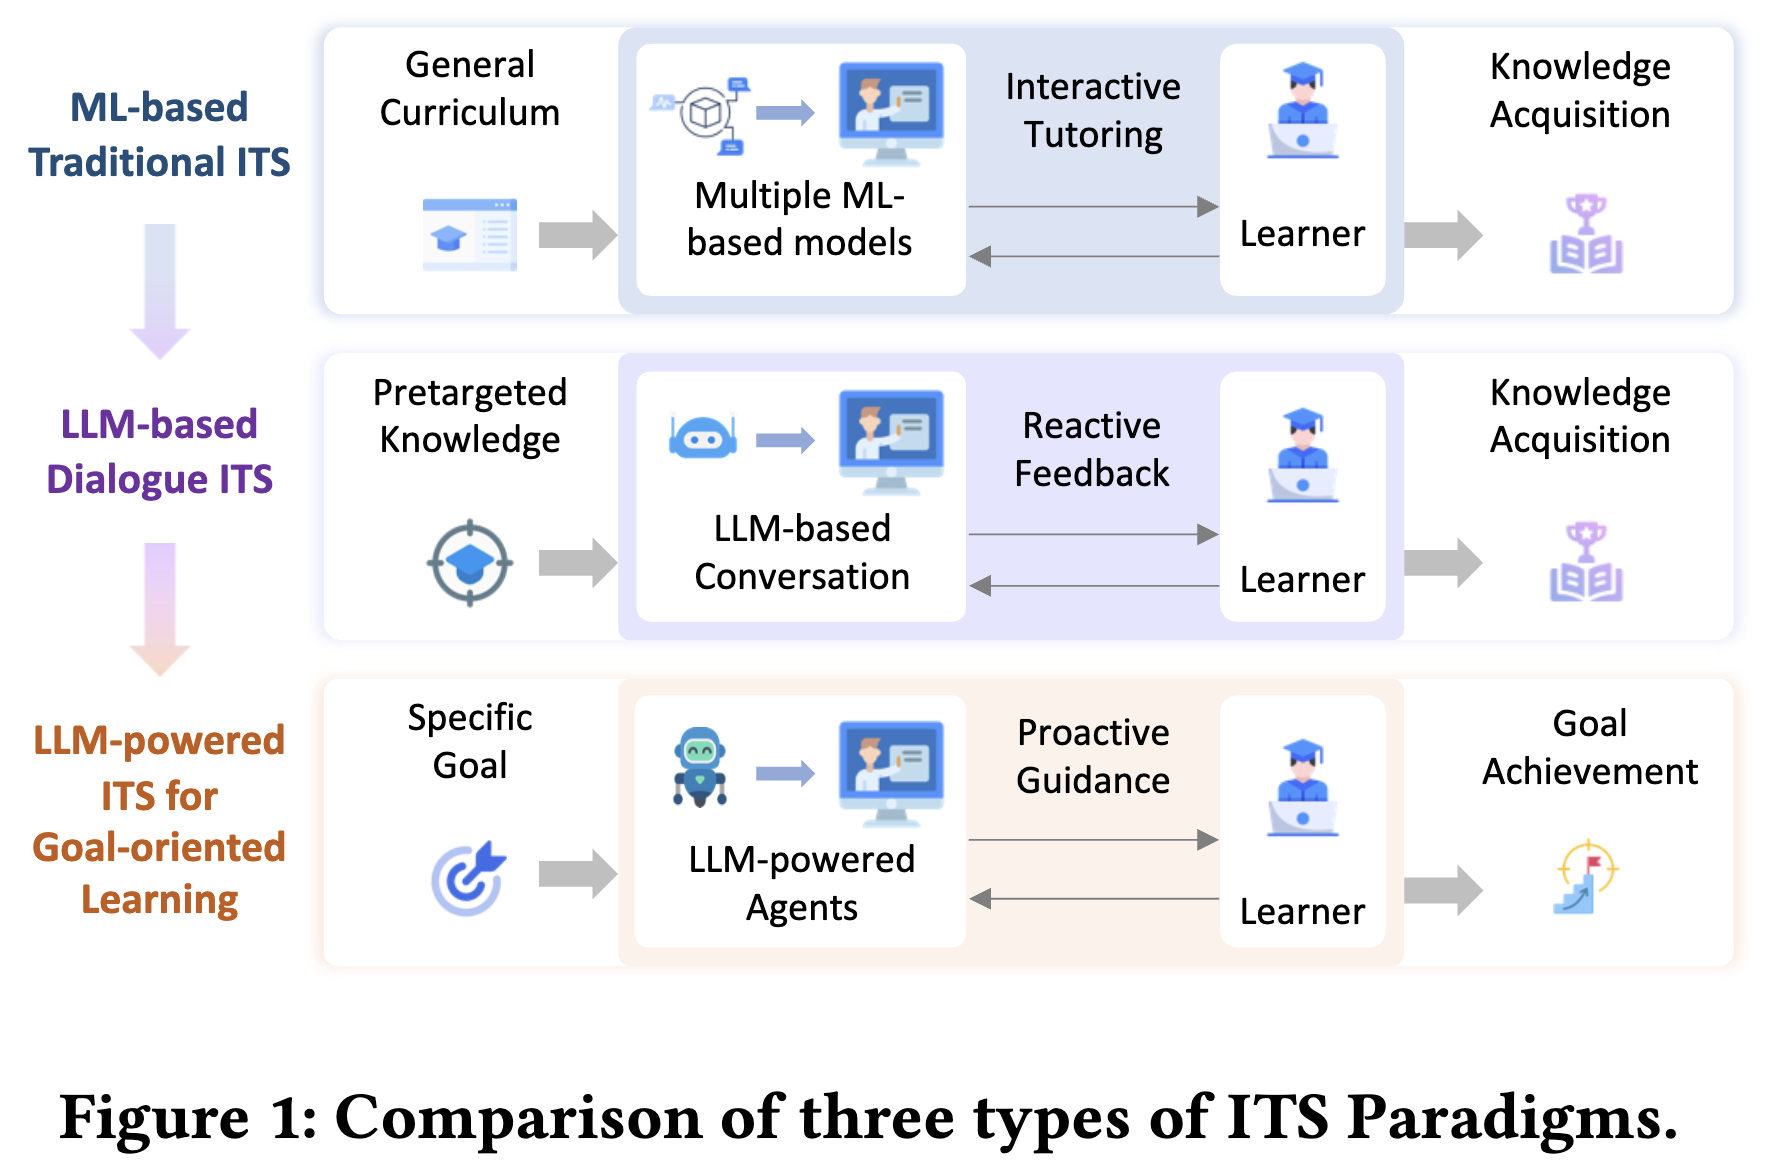 ML-based
Traditional ITS
General
Curriculum
Multiple ML-
based models
Interactive
Tutoring
Learner
Knowledge
Acquisition
LLM-based
Dialogue ITS
Pretargeted
Knowledge
LLM-based
Conversation
Reactive
Feedback
Learner
Knowledge
Acquisition
LLM-powered
ITS for
Goal-oriented
Learning
Specific
Goal
LLM-powered
Agents
Proactive
Guidance
Learner
Goal
Achievement
Figure 1: Comparison of three types of ITS Paradigms.